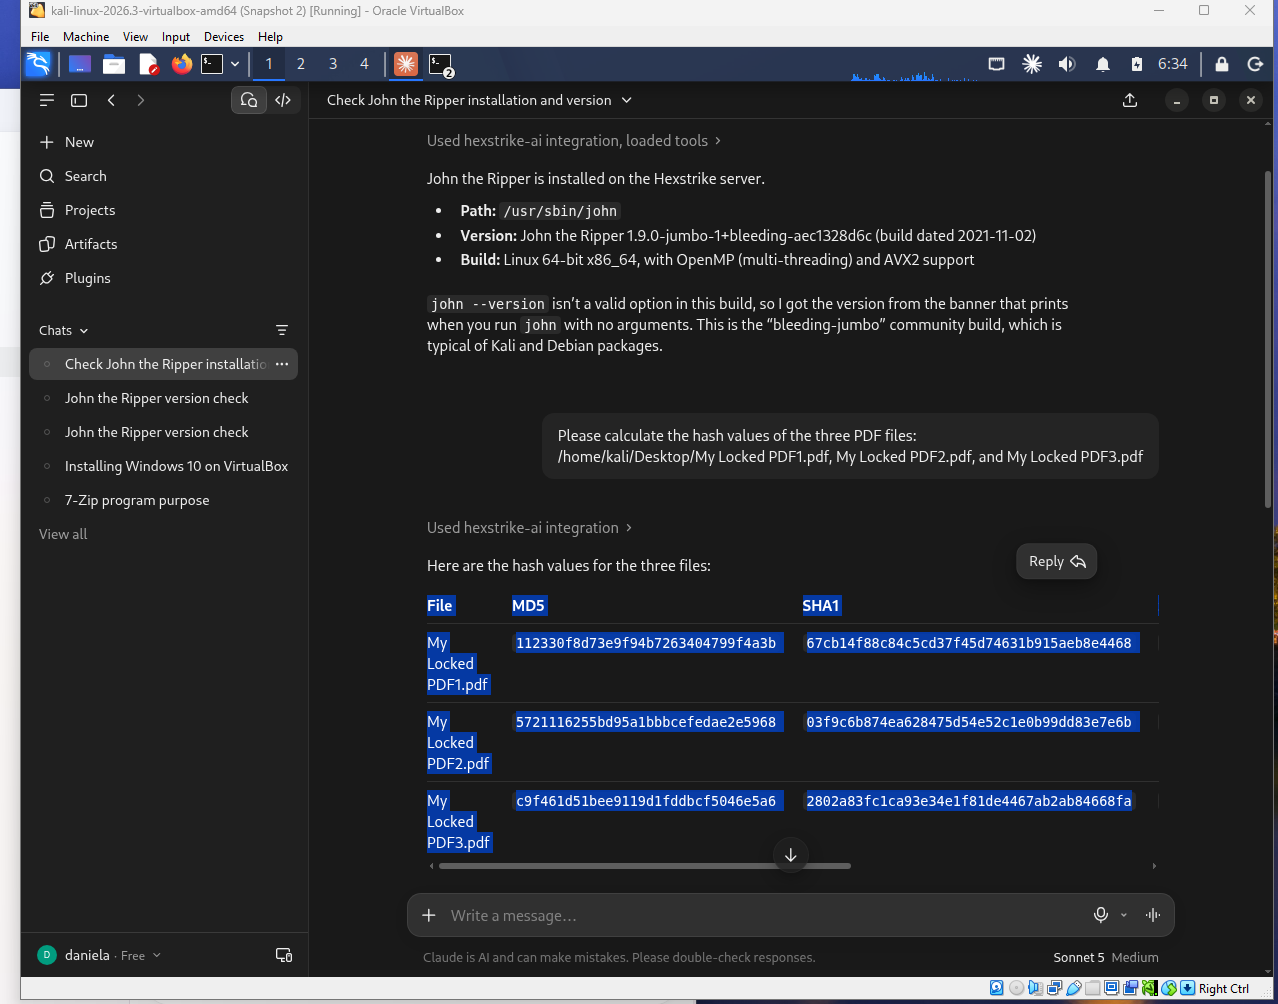 kali-linux-2026.3-virtualbox-amd64 (Snapshot 2) [Running] - Oracle VirtualBox
File Machine View Input Devices Help
1 2 3 4 2 6:34
Check John the Ripper installation and version
New
Search
Projects
Artifacts
Plugins
Chats
Check John the Ripper installatio
John the Ripper version check
John the Ripper version check
Installing Windows 10 on VirtualBox
7-Zip program purpose
View all
D daniela · Free
Used hexstrike-ai integration, loaded tools
John the Ripper is installed on the Hexstrike server.
• Path: /usr/sbin/john
• Version: John the Ripper 1.9.0-jumbo-1+bleeding-aec1328d6c (build dated 2021-11-02)
• Build: Linux 64-bit x86_64, with OpenMP (multi-threading) and AVX2 support
john --version isn’t a valid option in this build, so I got the version from the banner that prints
when you run john with no arguments. This is the “bleeding-jumbo” community build, which is
typical of Kali and Debian packages.
Please calculate the hash values of the three PDF files:
/home/kali/Desktop/My Locked PDF1.pdf, My Locked PDF2.pdf, and My Locked PDF3.pdf
Used hexstrike-ai integration
Here are the hash values for the three files:
Reply
File MD5 SHA1
My Locked PDF1.pdf 112330f8d73e9f94b7263404799f4a3b 67cb14f88c84c5cd37f45d74631b915aeb8e4468
My Locked PDF2.pdf 5721116255bd95a1bbbcefedae2e5968 03f9c6b874ea628475d54e52c1e0b99dd83e7e6b
My Locked PDF3.pdf c9f461d51bee9119d1fddbcf5046e5a6 2802a83fc1ca93e34e1f81de4467ab2ab84668fa
Write a message...
Claude is AI and can make mistakes. Please double-check responses.
Sonnet 5 Medium
Right Ctrl